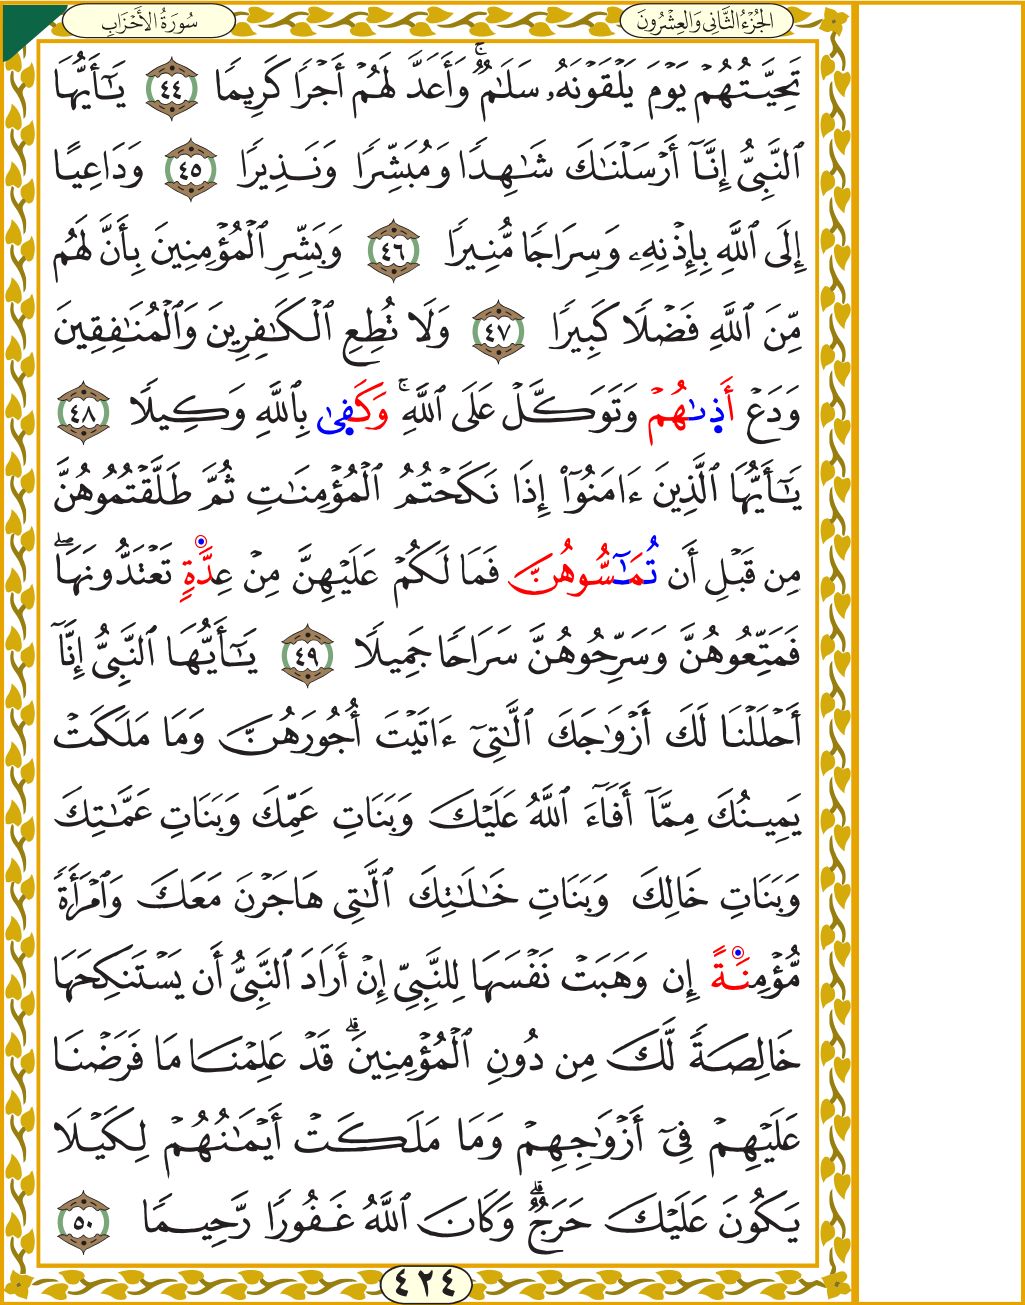 سُورَةُ الأَحْزَابِ
الجُزْءُ الثَّانِي وَالعِشْرُونَ
تَحِيَّتُهُمْ يَوْمَ يَلْقَوْنَهُۥ سَلَٰمٌۚ وَأَعَدَّ لَهُمْ أَجْرًا كَرِيمًا ٤٤ يَٰٓأَيُّهَا
ٱلنَّبِىُّ إِنَّآ أَرْسَلْنَٰكَ شَٰهِدًا وَمُبَشِّرًا وَنَذِيرًا ٤٥ وَدَاعِيًا
إِلَى ٱللَّهِ بِإِذْنِهِۦ وَسِرَاجًا مُّنِيرًا ٤٦ وَبَشِّرِ ٱلْمُؤْمِنِينَ بِأَنَّ لَهُم
مِّنَ ٱللَّهِ فَضْلًا كَبِيرًا ٤٧ وَلَا تُطِعِ ٱلْكَٰفِرِينَ وَٱلْمُنَٰفِقِينَ
وَدَعْ أَذِىٰهُمْ وَتَوَكَّلْ عَلَى ٱللَّهِۚ وَكَفِىٰ بِٱللَّهِ وَكِيلًا ٤٨
يَٰٓأَيُّهَا ٱلَّذِينَ ءَامَنُوٓا۟ إِذَا نَكَحْتُمُ ٱلْمُؤْمِنَٰتِ ثُمَّ طَلَّقْتُمُوهُنَّ
مِن قَبْلِ أَن تُمَٰٓسُّوهُنَّ فَمَا لَكُمْ عَلَيْهِنَّ مِنْ عِدَّةٍ تَعْتَدُّونَهَاۖ
فَمَتِّعُوهُنَّ وَسَرِّحُوهُنَّ سَرَاحًا جَمِيلًا ٤٩ يَٰٓأَيُّهَا ٱلنَّبِىُّ إِنَّآ
أَحْلَلْنَا لَكَ أَزْوَٰجَكَ ٱلَّٰتِىٓ ءَاتَيْتَ أُجُورَهُنَّ وَمَا مَلَكَتْ
يَمِينُكَ مِمَّآ أَفَآءَ ٱللَّهُ عَلَيْكَ وَبَنَاتِ عَمِّكَ وَبَنَاتِ عَمَّٰتِكَ
وَبَنَاتِ خَالِكَ وَبَنَاتِ خَٰلَٰتِكَ ٱلَّٰتِى هَاجَرْنَ مَعَكَ وَٱمْرَأَةً
مُّؤْمِنَةً إِن وَهَبَتْ نَفْسَهَا لِلنَّبِىِّ إِنْ أَرَادَ ٱلنَّبِىُّ أَن يَسْتَنكِحَهَا
خَالِصَةً لَّكَ مِن دُونِ ٱلْمُؤْمِنِينَۗ قَدْ عَلِمْنَا مَا فَرَضْنَا
عَلَيْهِمْ فِىٓ أَزْوَٰجِهِمْ وَمَا مَلَكَتْ أَيْمَٰنُهُمْ لِكَيْلَا
يَكُونَ عَلَيْكَ حَرَجٌۗ وَكَانَ ٱللَّهُ غَفُورًا رَّحِيمًا ٥٠
٤٢٤